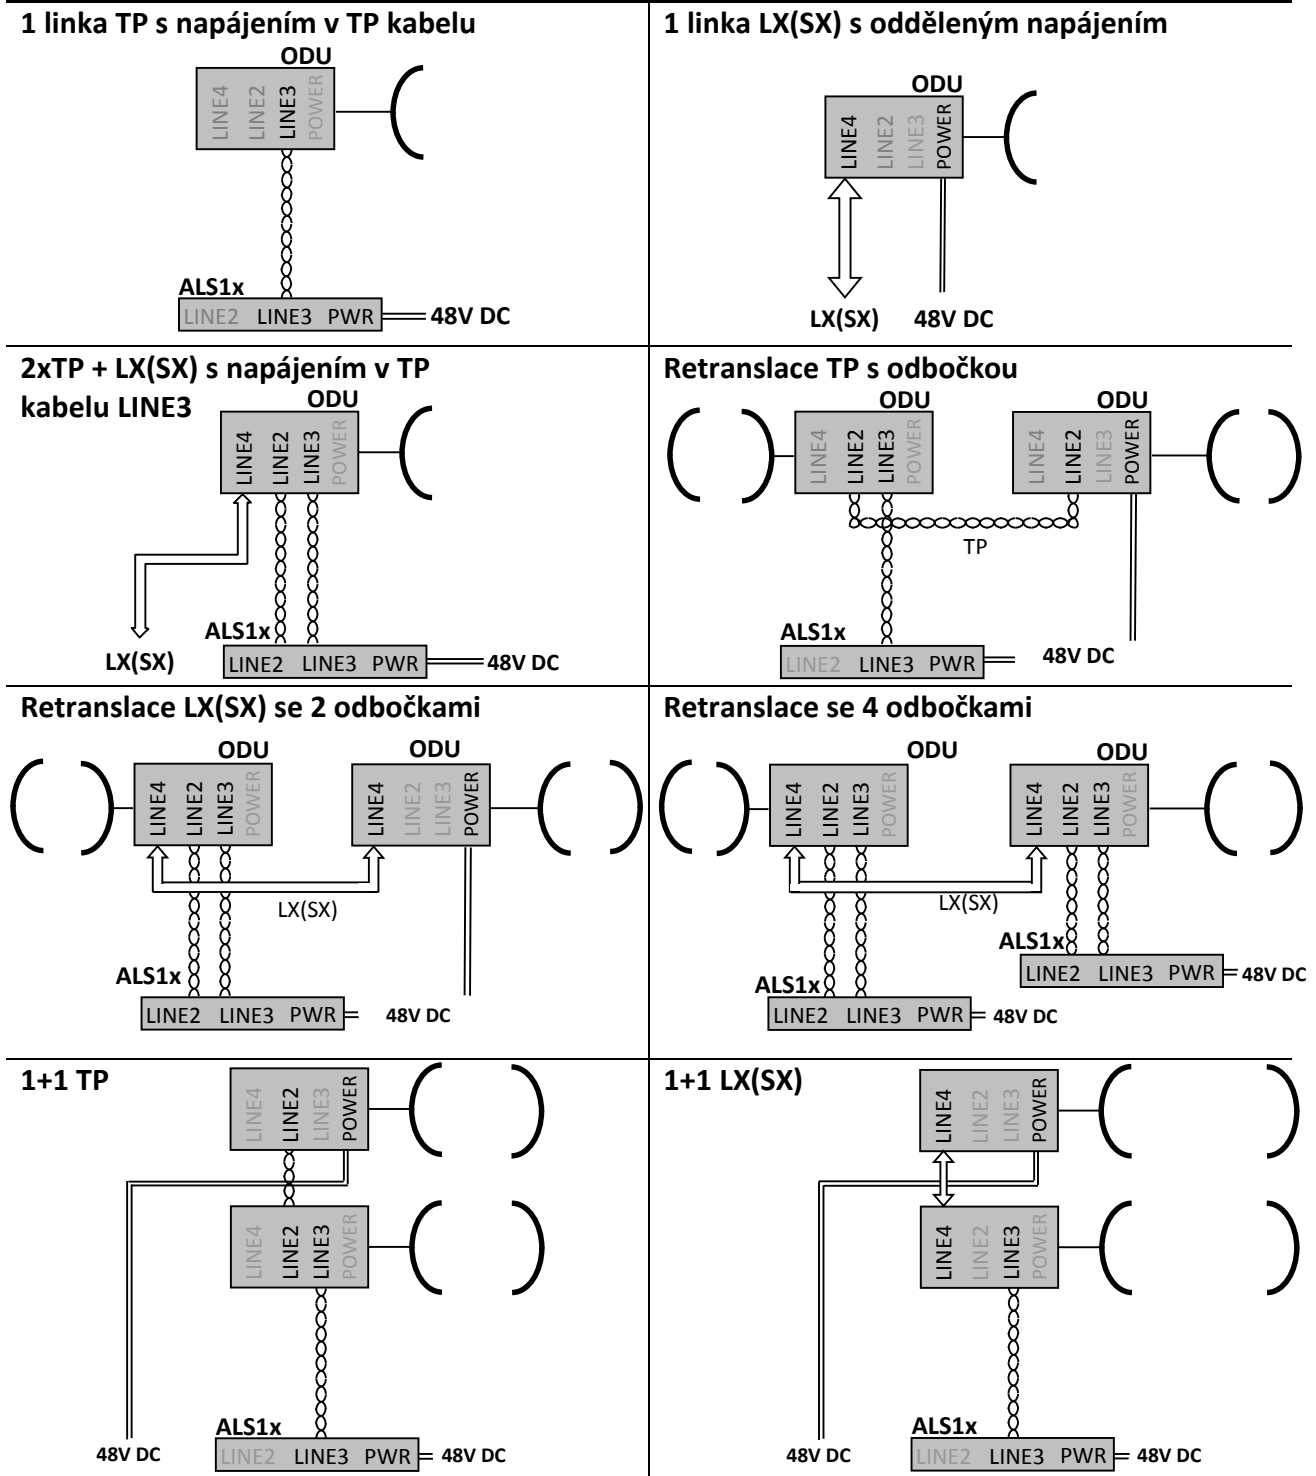 1 linka TP s napájením v TP kabelu
ODU
LINE4 LINE2 LINE3 POWER
ALS1x
LINE2 LINE3 PWR 48V DC
1 linka LX(SX) s odděleným napájením
ODU
LINE4 LINE2 LINE3 POWER
LX(SX) 48V DC
2xTP + LX(SX) s napájením v TP
kabelu LINE3
ODU
LINE4 LINE2 LINE3 POWER
ALS1x
LX(SX)
LINE2 LINE3 PWR 48V DC
Retranslace TP s odbočkou
ODU ODU
LINE4 LINE2 LINE3 POWER LINE4 LINE2 LINE3 POWER
TP
ALS1x
LINE2 LINE3 PWR 48V DC
Retranslace LX(SX) se 2 odbočkami
ODU ODU
LINE4 LINE2 LINE3 POWER LINE4 LINE2 LINE3 POWER
LX(SX)
ALS1x
LINE2 LINE3 PWR 48V DC
Retranslace se 4 odbočkami
ODU ODU
LINE4 LINE2 LINE3 POWER LINE4 LINE2 LINE3 POWER
LX(SX)
ALS1x
LINE2 LINE3 PWR 48V DC
ALS1x
LINE2 LINE3 PWR 48V DC
1+1 TP
LINE4 LINE2 LINE3 POWER
LINE4 LINE2 LINE3 POWER
ALS1x
48V DC LINE2 LINE3 PWR 48V DC
1+1 LX(SX)
LINE4 LINE2 LINE3 POWER
LINE4 LINE2 LINE3 POWER
ALS1x
48V DC LINE2 LINE3 PWR 48V DC